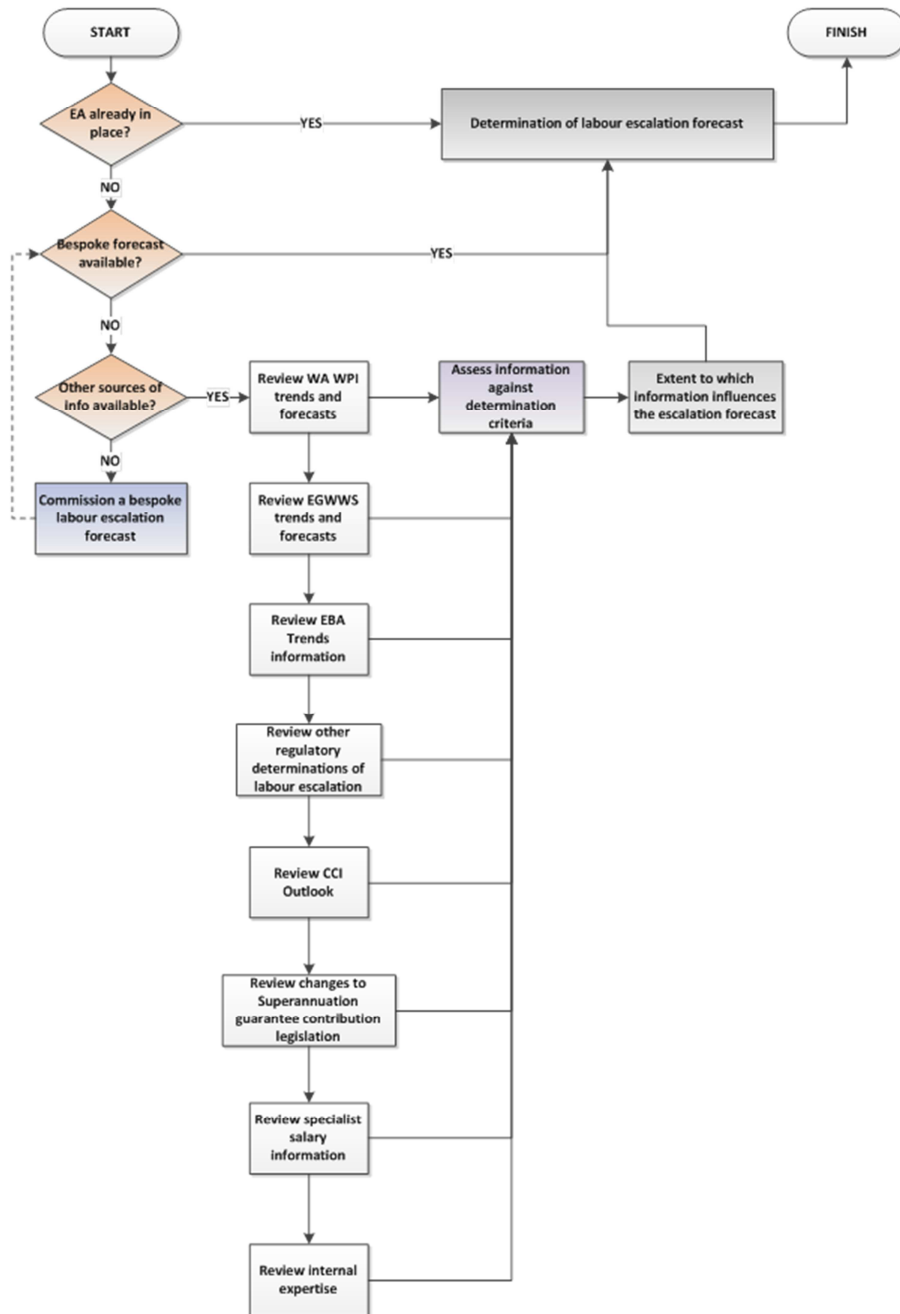 START
FINISH
EA already in
place?
YES
Determination of labour escalation forecast
NO
Bespoke forecast
available?
YES
NO
Other sources of
info available?
YES
Review WA WPI
trends and
forecasts
Assess information
against
determination
criteria
Extent to which
information influences
the escalation forecast
NO
Commission a bespoke
labour escalation
forecast
Review EGWWS
trends and
forecasts
Review EBA
Trends
information
Review other
regulatory
determinations of
labour escalation
Review CCI
Outlook
Review changes to
Superannuation
guarantee contribution
legislation
Review specialist
salary
information
Review internal
expertise